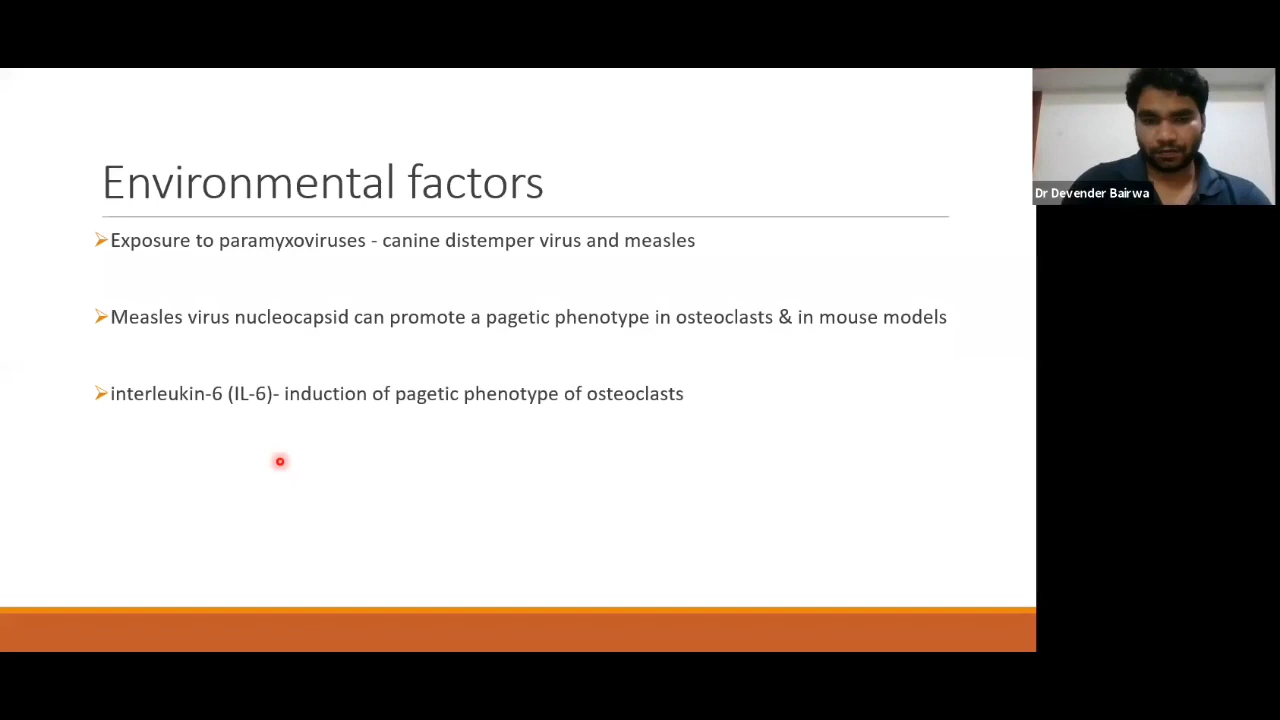 Environmental factors
Exposure to paramyxoviruses - canine distemper virus and measles
Measles virus nucleocapsid can promote a pagetic phenotype in osteoclasts & in mouse models
interleukin-6 (IL-6)- induction of pagetic phenotype of osteoclasts
Dr Devender Bairwa